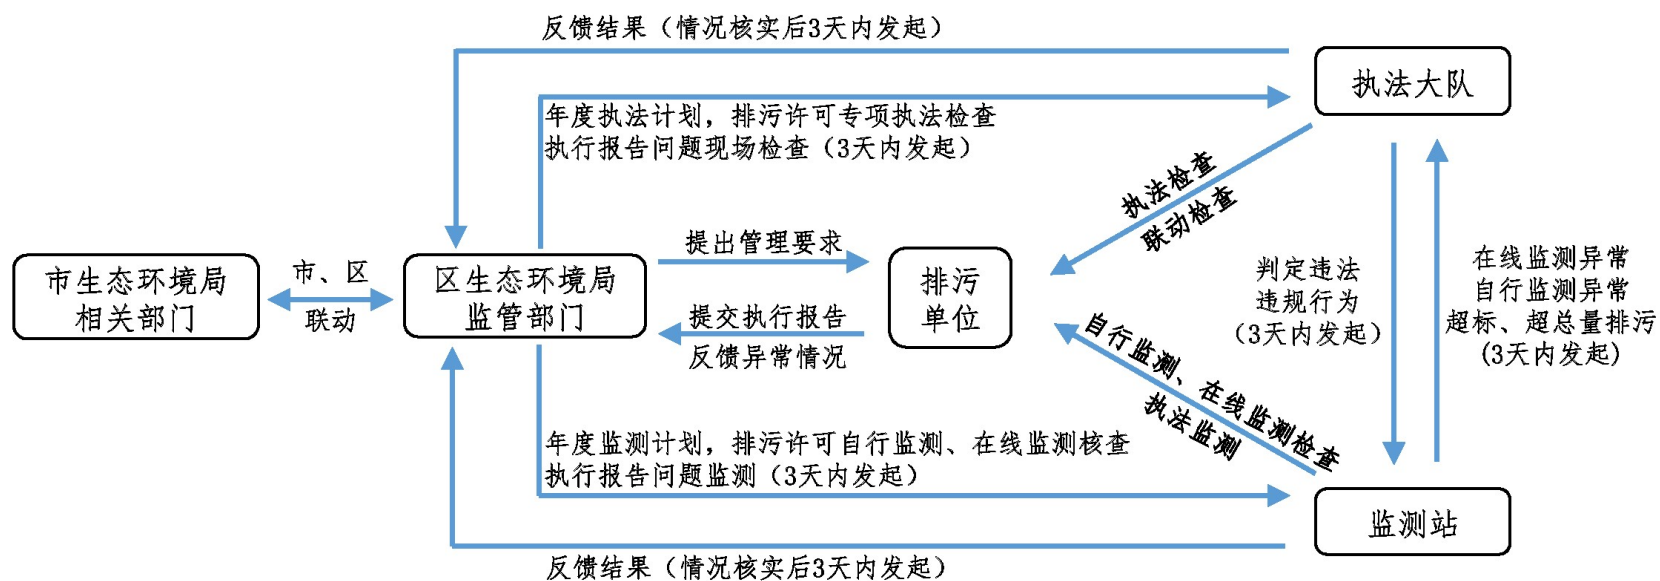 反馈结果（情况核实后3天内发起）
执法大队
年度执法计划，排污许可专项执法检查
执行报告问题现场检查（3天内发起）
执法检查
联动检查
市生态环境局
相关部门
市、区
联动
区生态环境局
监管部门
提出管理要求
提交执行报告
反馈异常情况
排污
单位
判定违法
违规行为
（3天内发起）
在线监测异常
自行监测异常
超标、超总量排污
(3天内发起)
自行监测、在线监测检查
执法监测
年度监测计划，排污许可自行监测、在线监测核查
执行报告问题监测（3天内发起）
监测站
反馈结果（情况核实后3天内发起）